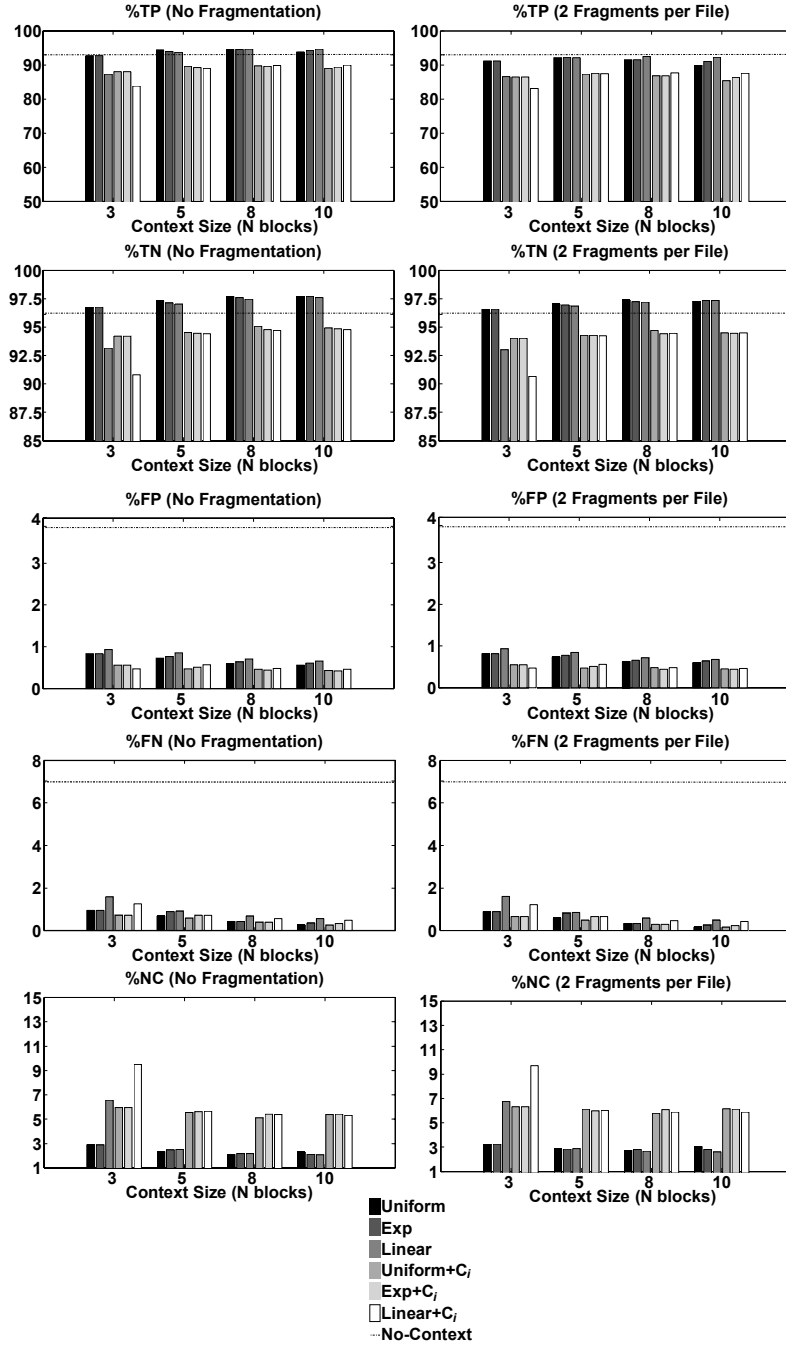 %TP (No Fragmentation)
100
90
80
70
60
50
3 5 8 10
Context Size (N blocks)
%TP (2 Fragments per File)
100
90
80
70
60
50
3 5 8 10
Context Size (N blocks)
%TN (No Fragmentation)
100
97.5
95
92.5
90
87.5
85
3 5 8 10
Context Size (N blocks)
%TN (2 Fragments per File)
100
97.5
95
92.5
90
87.5
85
3 5 8 10
Context Size (N blocks)
%FP (No Fragmentation)
4
3
2
1
0
3 5 8 10
Context Size (N blocks)
%FP (2 Fragments per File)
4
3
2
1
0
3 5 8 10
Context Size (N blocks)
%FN (No Fragmentation)
8
6
4
2
0
3 5 8 10
Context Size (N blocks)
%FN (2 Fragments per File)
8
6
4
2
0
3 5 8 10
Context Size (N blocks)
%NC (No Fragmentation)
15
13
11
9
7
5
3
1
3 5 8 10
Context Size (N blocks)
%NC (2 Fragments per File)
15
13
11
9
7
5
3
1
3 5 8 10
Context Size (N blocks)
Uniform
Exp
Linear
Uniform+Ci
Exp+Ci
Linear+Ci
No-Context